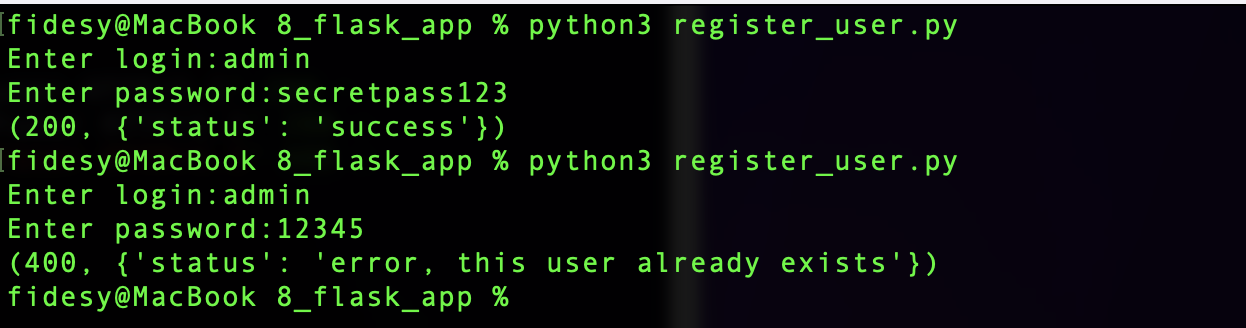 [fidesy@MacBook 8_flask_app % python3 register_user.py
Enter login:admin
Enter password:secretpass123
(200, {'status': 'success'})
[fidesy@MacBook 8_flask_app % python3 register_user.py
Enter login:admin
Enter password:12345
(400, {'status': 'error, this user already exists'})
fidesy@MacBook 8_flask_app %